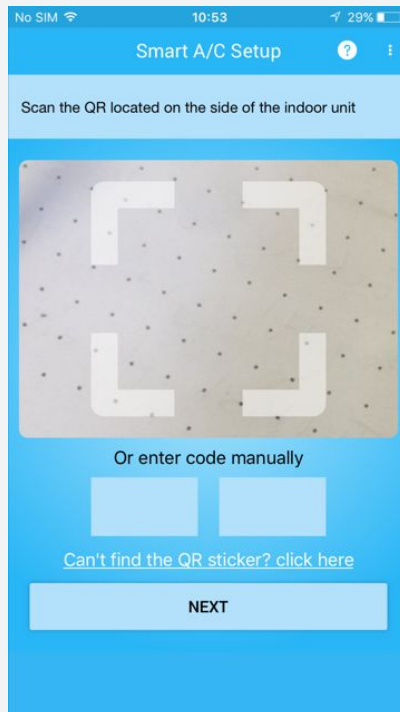 No SIM 10:53 29%
Smart A/C Setup ?
Scan the QR located on the side of the indoor unit
Or enter code manually
Can't find the QR sticker? click here
NEXT